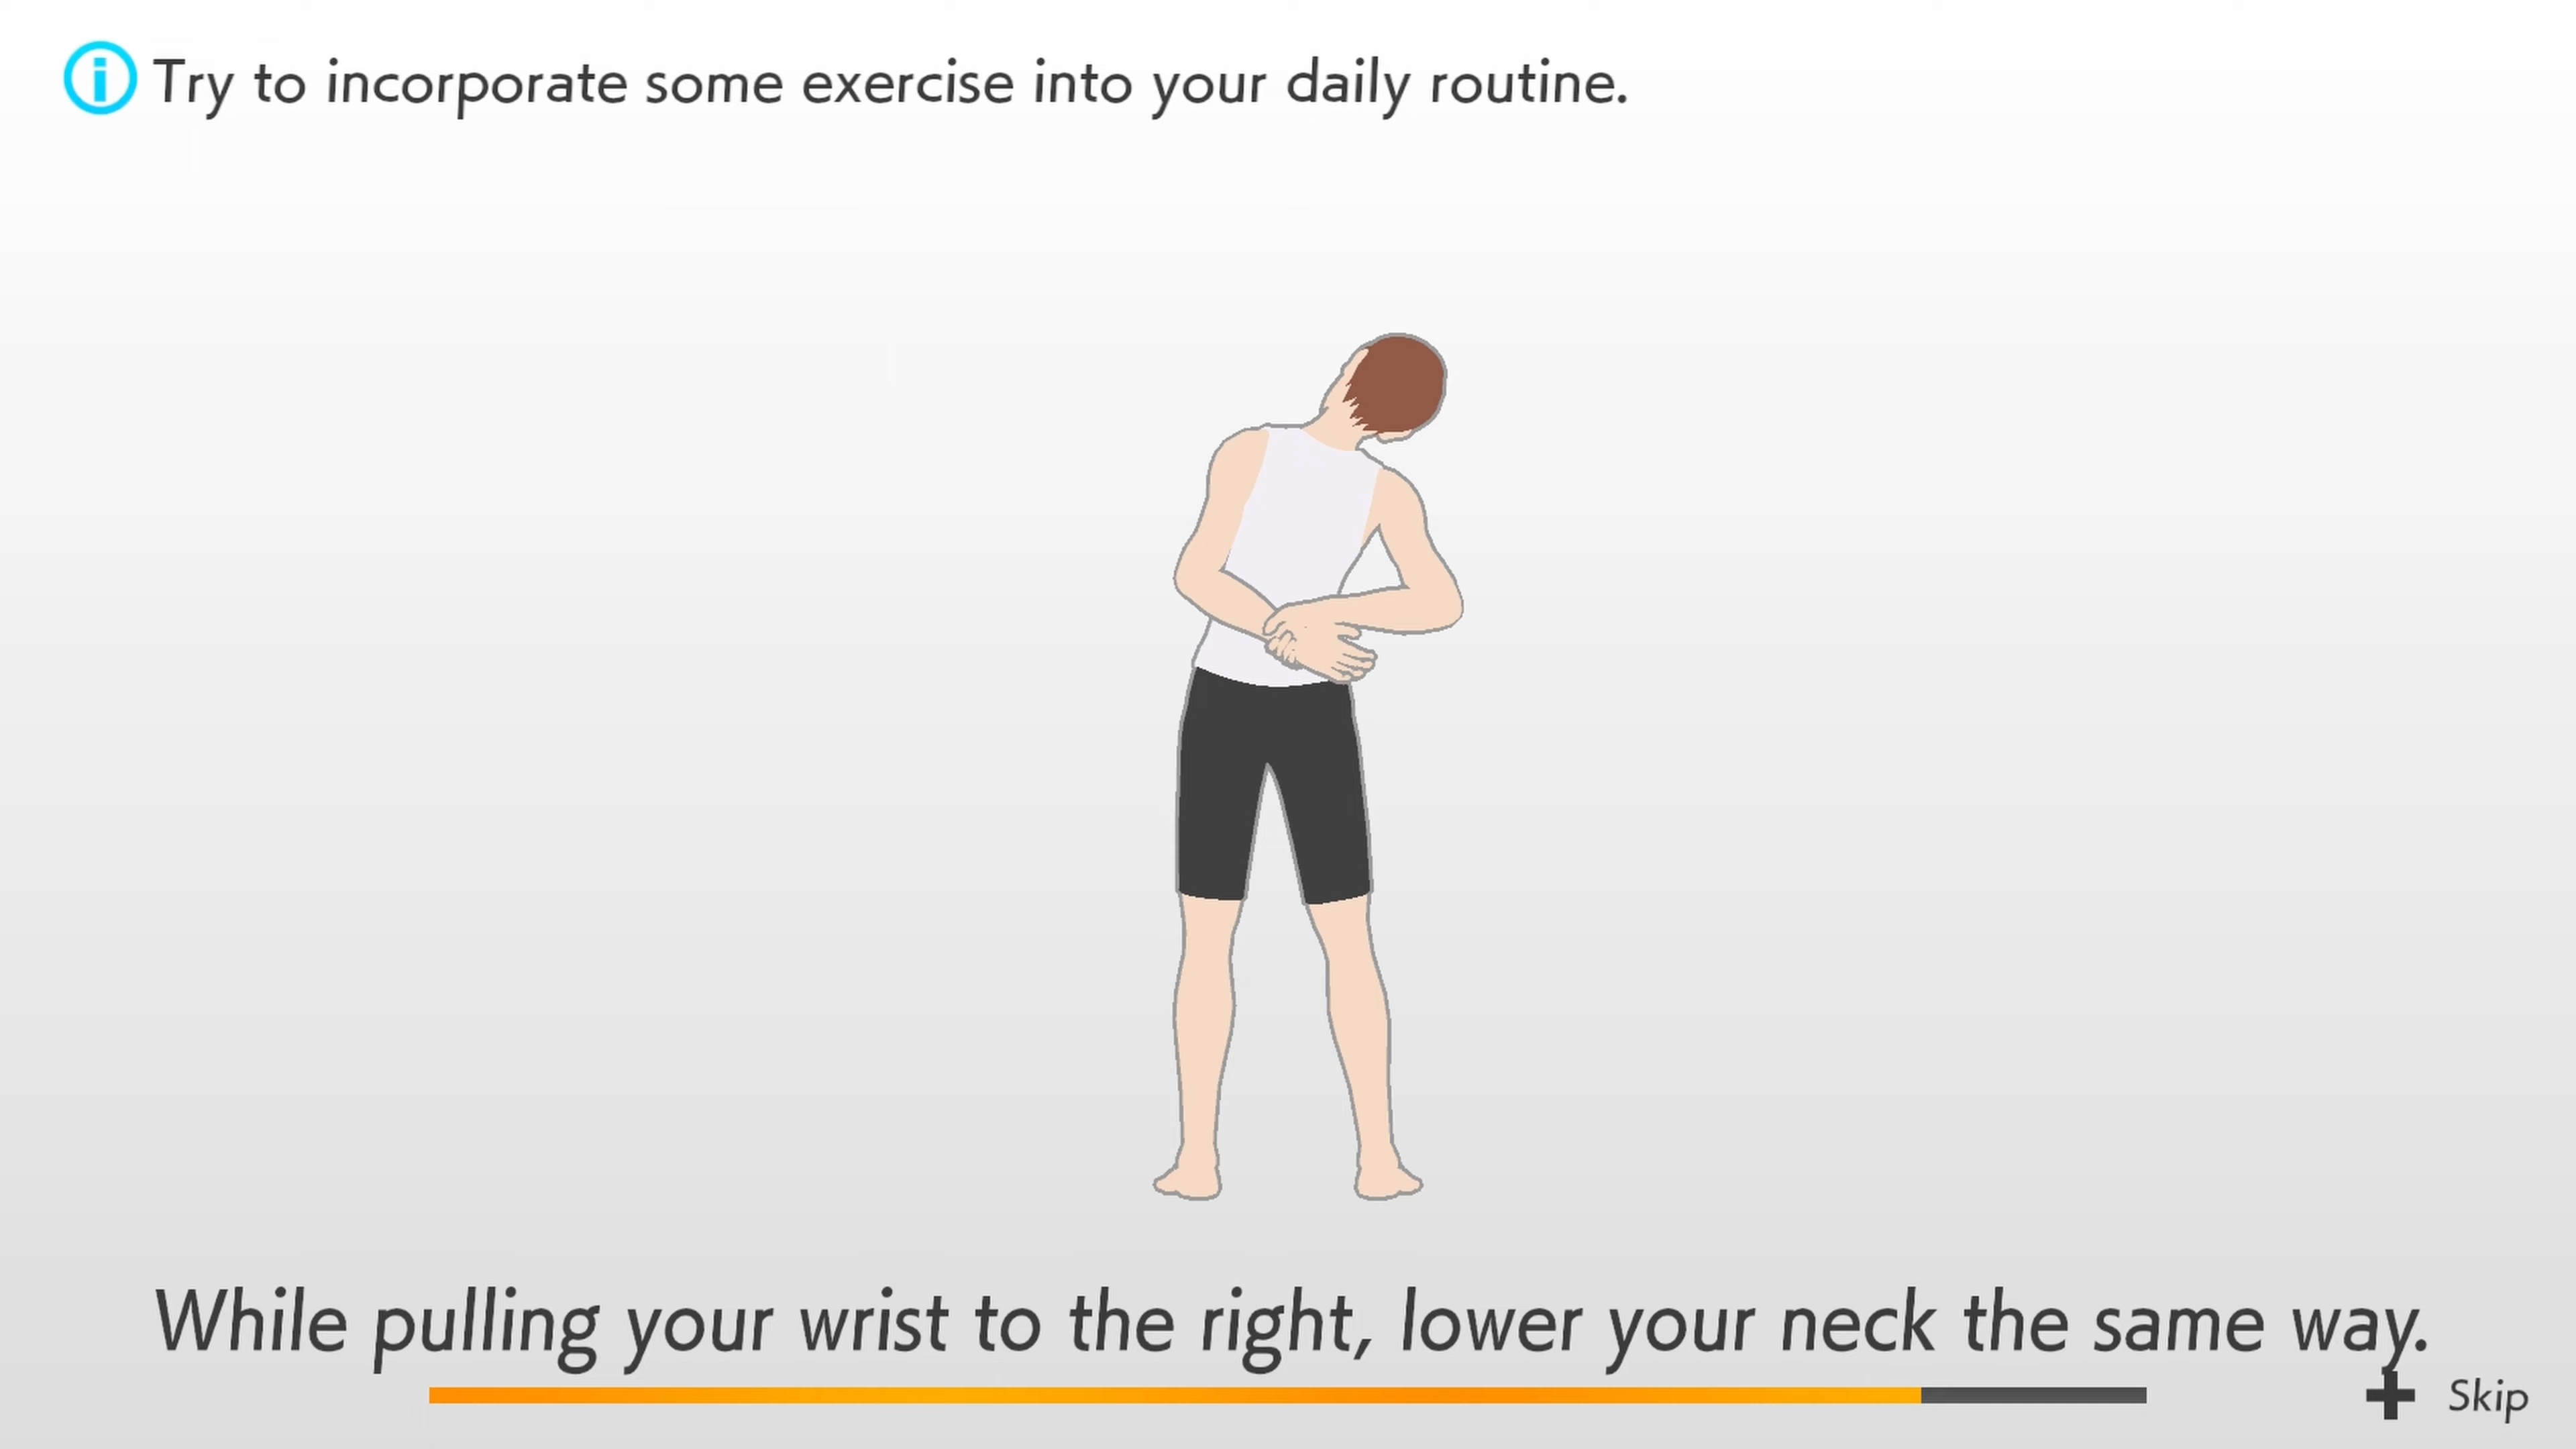 Try to incorporate some exercise into your daily routine.
While pulling your wrist to the right, lower your neck the same way.
Skip